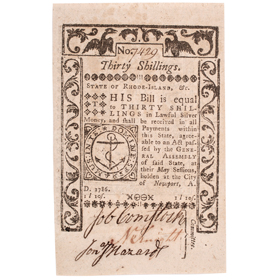 No. 7429
Thirty Shillings.
STATE OF RHODE-ISLAND, &c.
THIS Bill is equal
to THIRTY SHIL-
LINGS in Lawful Silver
Money, and shall be received in all
Payments within this
State, agree-
able to an Act pas-
sed by the GENE-
RAL ASSEMBLY
of said State, at
their May Session,
holden at the City
of NEWPORT, A.
D. 1786.
Job Comstock
Committee.
Jon J Hazard